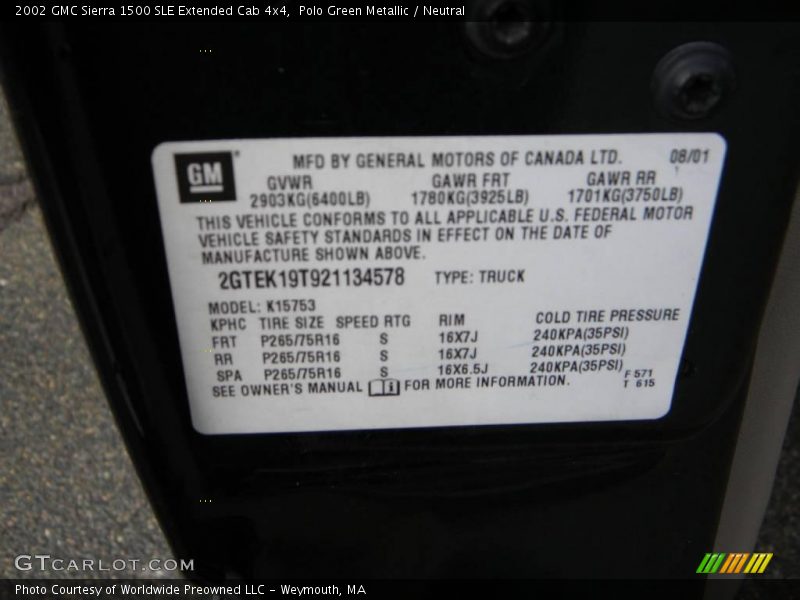 2002 GMC Sierra 1500 SLE Extended Cab 4x4,  Polo Green Metallic / Neutral
GM MFD BY GENERAL MOTORS OF CANADA LTD. 08/01
GVWR GAWR FRT GAWR RR
2903KG(6400LB) 1780KG(3925LB) 1701KG(3750LB)
THIS VEHICLE CONFORMS TO ALL APPLICABLE U.S. FEDERAL MOTOR
VEHICLE SAFETY STANDARDS IN EFFECT ON THE DATE OF
MANUFACTURE SHOWN ABOVE.
2GTEK19T921134578 TYPE: TRUCK
MODEL: K15753
KPHC TIRE SIZE SPEED RTG RIM COLD TIRE PRESSURE
FRT P265/75R16 S 16X7J 240KPA(35PSI)
RR P265/75R16 S 16X7J 240KPA(35PSI)
SPA P265/75R16 S 16X6.5J 240KPA(35PSI)
SEE OWNER'S MANUAL FOR MORE INFORMATION.
F 571
T 615
GTCARLOT.COM
Photo Courtesy of Worldwide Preowned LLC - Weymouth, MA